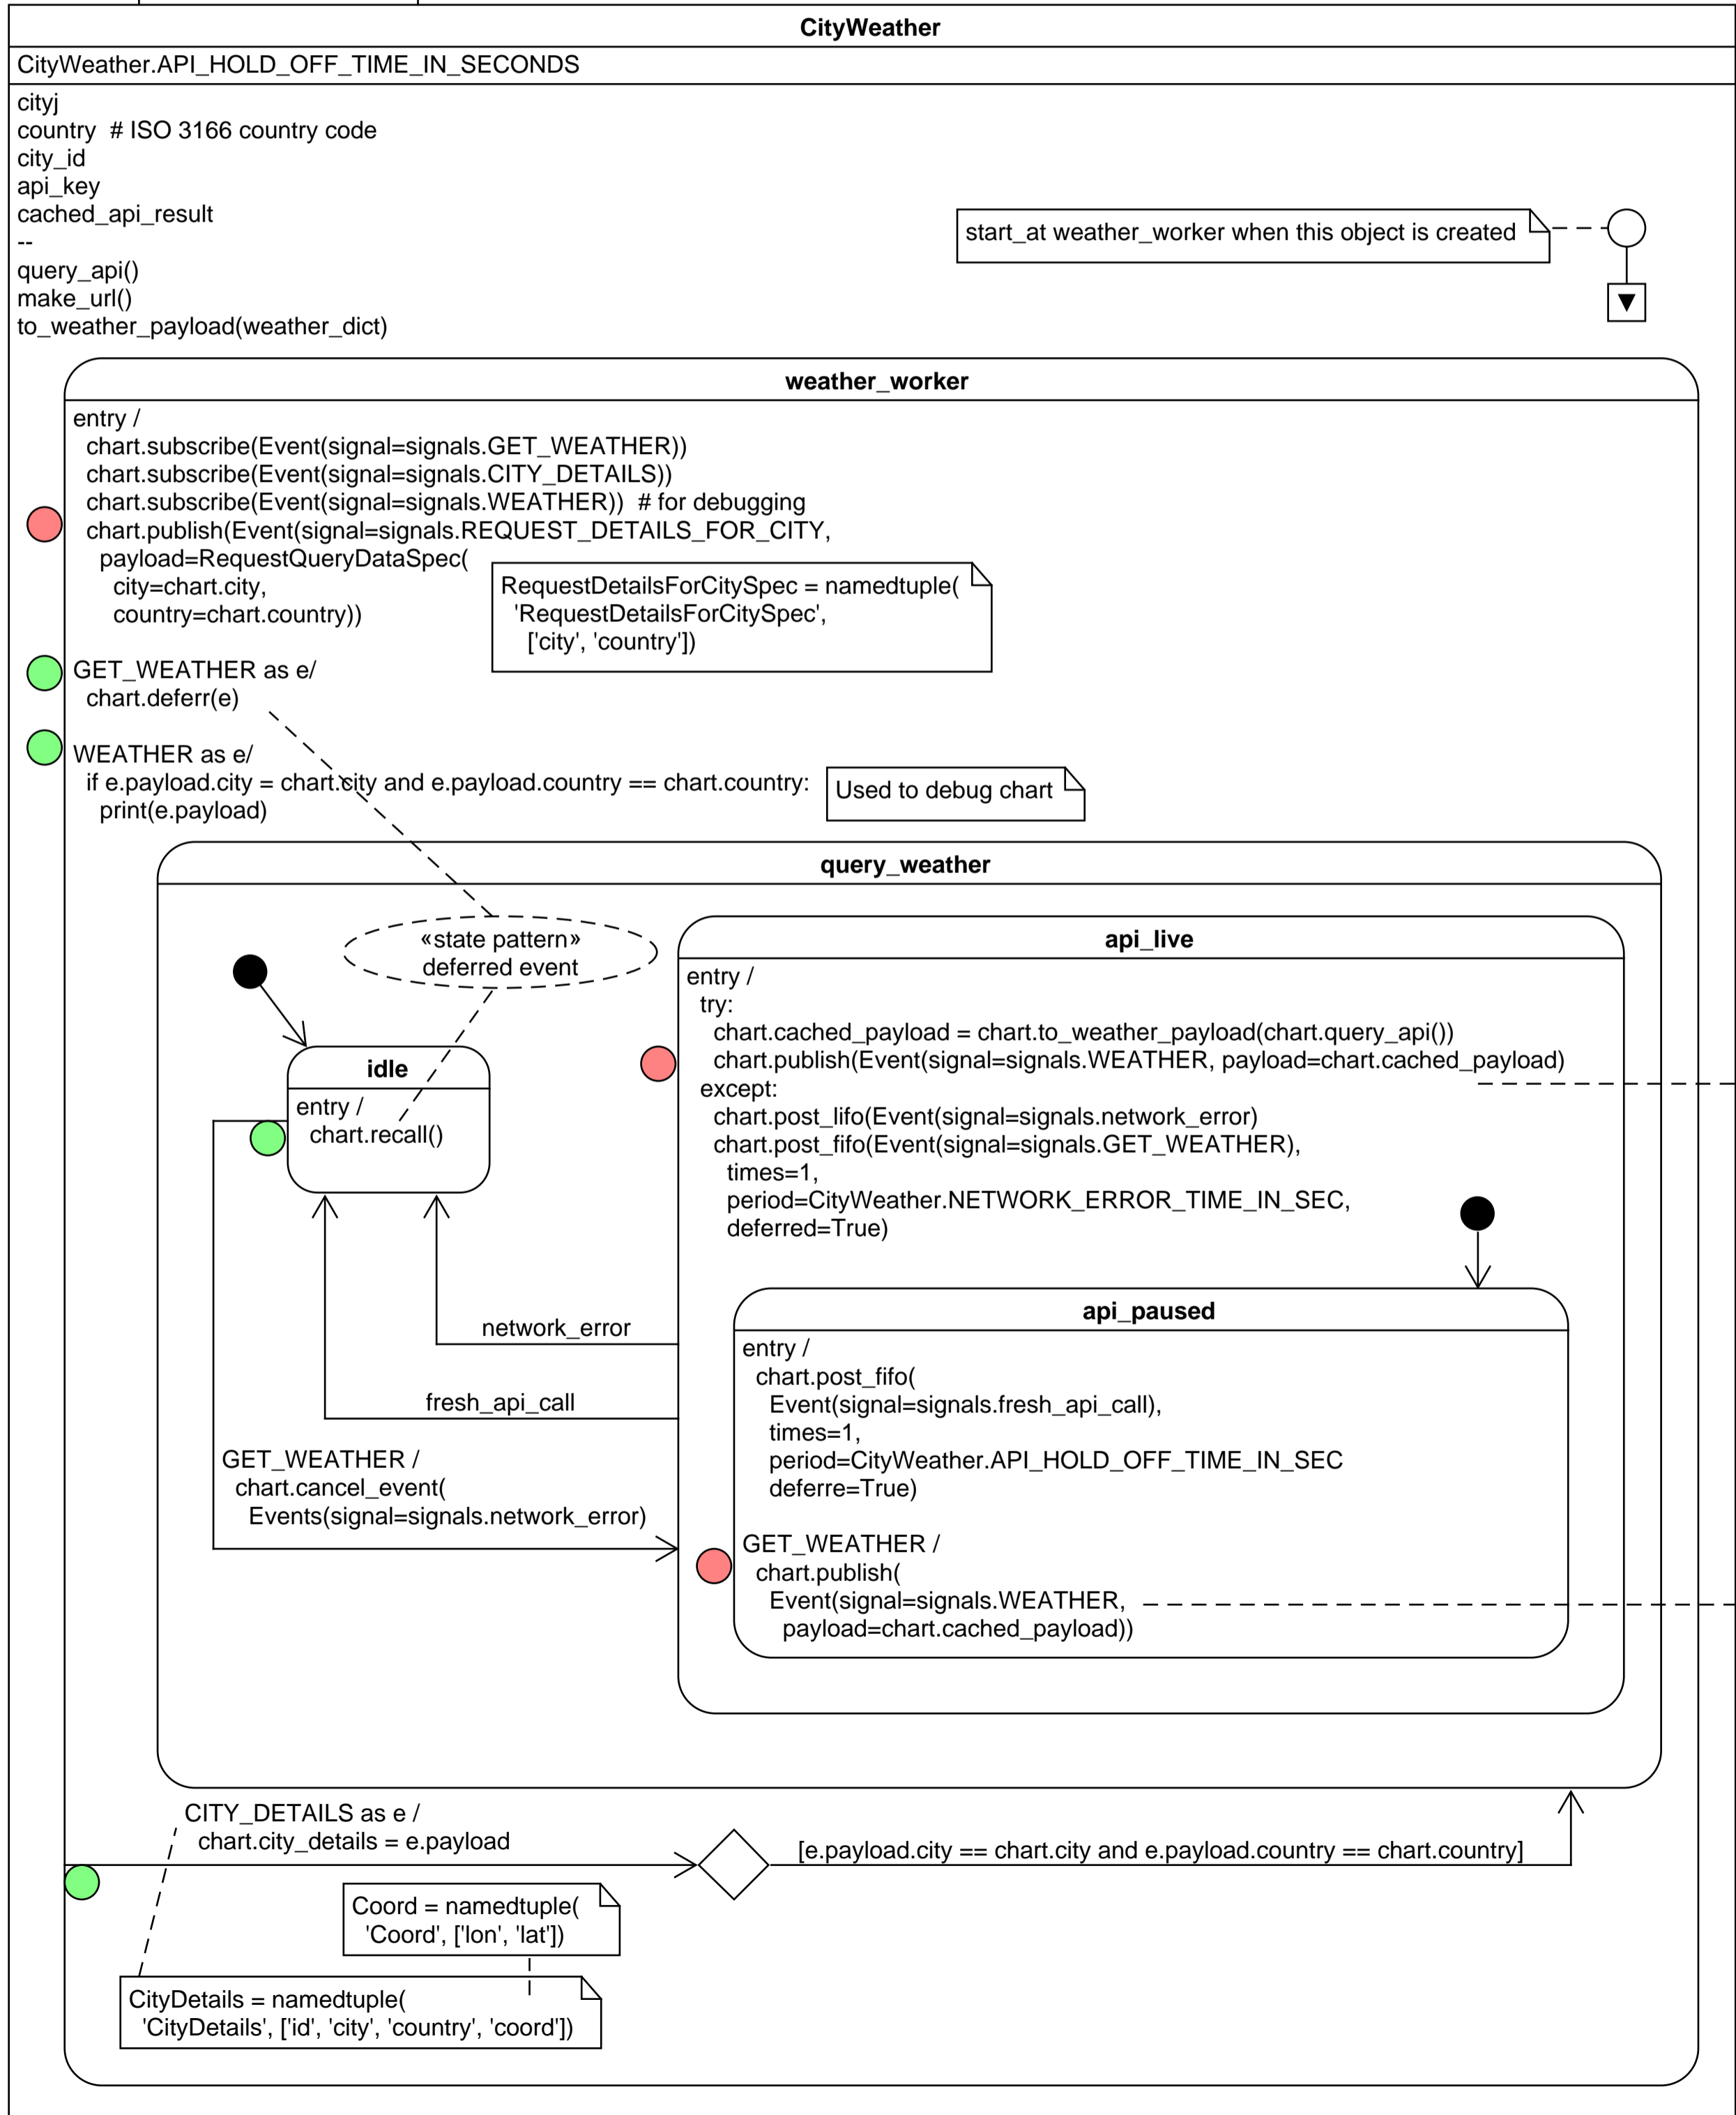 CityWeather
CityWeather.API_HOLD_OFF_TIME_IN_SECONDS
cityj
country  # ISO 3166 country code
city_id
api_key
cached_api_result
--
query_api()
make_url()
to_weather_payload(weather_dict)
start_at weather_worker when this object is created
weather_worker
entry /
chart.subscribe(Event(signal=signals.GET_WEATHER))
chart.subscribe(Event(signal=signals.CITY_DETAILS))
chart.subscribe(Event(signal=signals.WEATHER))  # for debugging
chart.publish(Event(signal=signals.REQUEST_DETAILS_FOR_CITY,
payload=RequestQueryDataSpec(
city=chart.city,
country=chart.country))
RequestDetailsForCitySpec = namedtuple(
'RequestDetailsForCitySpec',
['city', 'country'])
GET_WEATHER as e/
chart.deferr(e)
WEATHER as e/
if e.payload.city = chart.city and e.payload.country == chart.country:
print(e.payload)
Used to debug chart
query_weather
«state pattern»
deferred event
idle
entry /
chart.recall()
api_live
entry /
try:
chart.cached_payload = chart.to_weather_payload(chart.query_api())
chart.publish(Event(signal=signals.WEATHER, payload=chart.cached_payload)
except:
chart.post_lifo(Event(signal=signals.network_error)
chart.post_fifo(Event(signal=signals.GET_WEATHER),
times=1,
period=CityWeather.NETWORK_ERROR_TIME_IN_SEC,
deferred=True)
network_error
fresh_api_call
GET_WEATHER /
chart.cancel_event(
Events(signal=signals.network_error)
api_paused
entry /
chart.post_fifo(
Event(signal=signals.fresh_api_call),
times=1,
period=CityWeather.API_HOLD_OFF_TIME_IN_SEC
deferre=True)
GET_WEATHER /
chart.publish(
Event(signal=signals.WEATHER,
payload=chart.cached_payload))
CITY_DETAILS as e /
chart.city_details = e.payload
[e.payload.city == chart.city and e.payload.country == chart.country]
Coord = namedtuple(
'Coord', ['lon', 'lat'])
CityDetails = namedtuple(
'CityDetails', ['id', 'city', 'country', 'coord'])